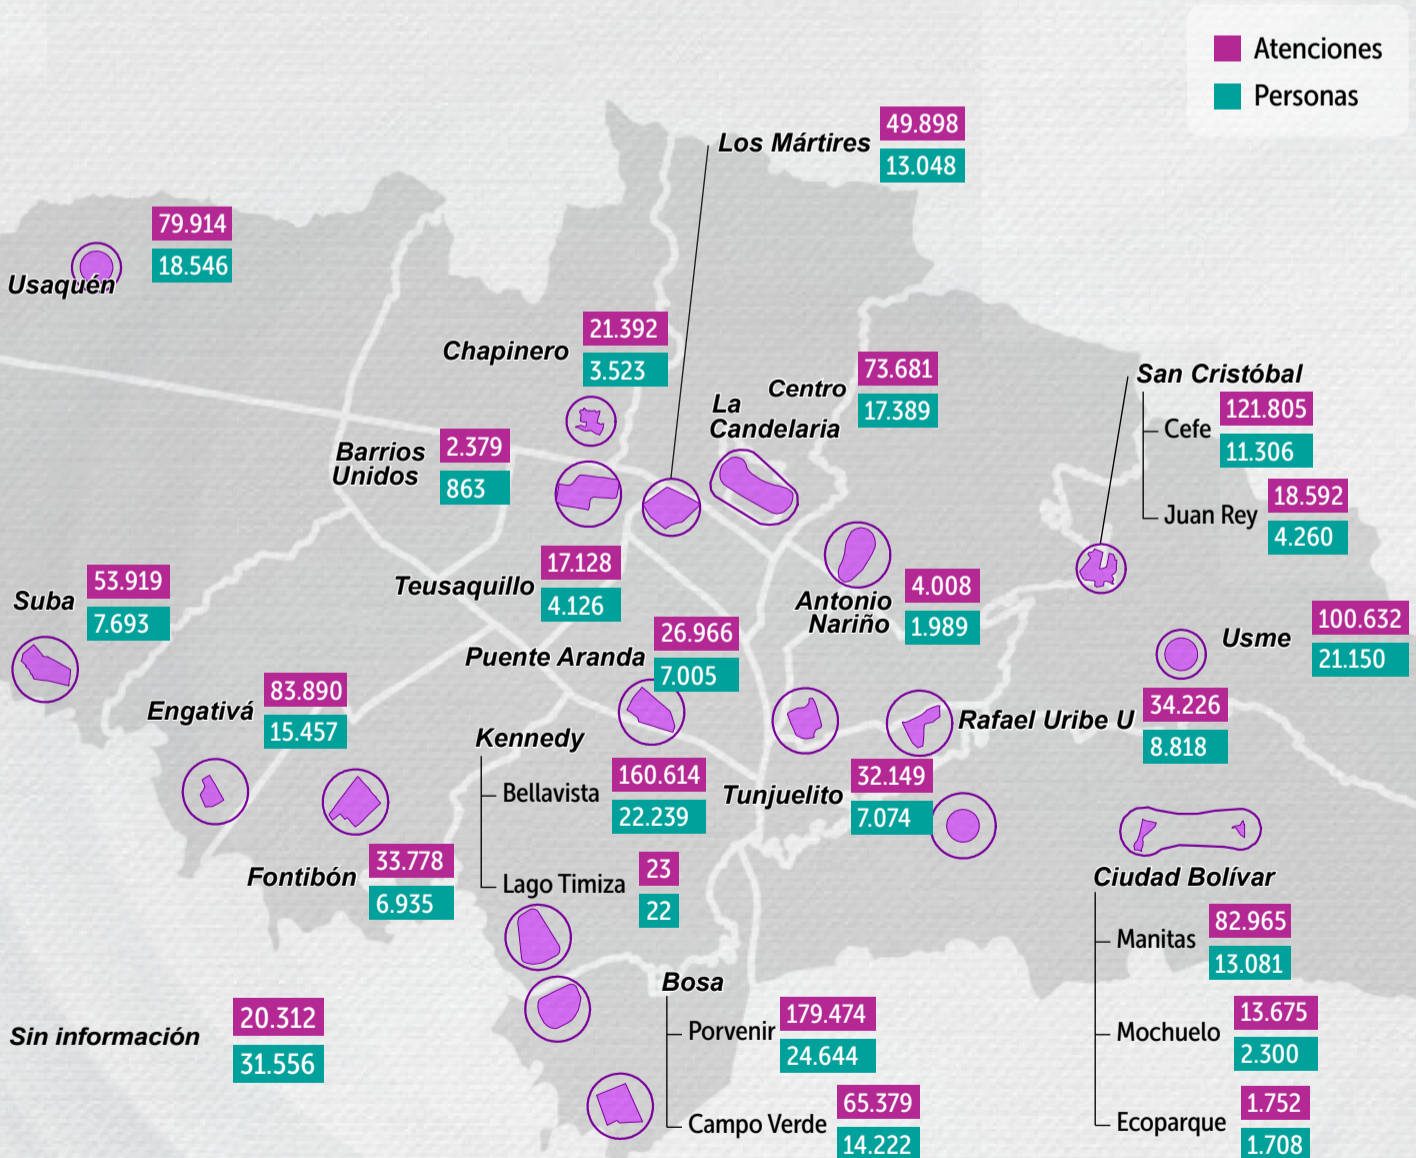 Atenciones
Personas
Los Mártires
49.898
13.048
79.914
18.546
Usaquén
Chapinero
21.392
3.523
Centro
73.681
17.389
La
Candelaria
San Cristóbal
Cefe
121.805
11.306
Juan Rey
18.592
4.260
Barrios
Unidos
2.379
863
Teusaquillo
17.128
4.126
Suba
53.919
7.693
Antonio
Nariño
4.008
1.989
Usme
100.632
21.150
Puente Aranda
26.966
7.005
Engativá
83.890
15.457
Rafael Uribe U
34.226
8.818
Kennedy
Bellavista
160.614
22.239
Lago Timiza
23
22
Tunjuelito
32.149
7.074
Fontibón
33.778
6.935
Ciudad Bolívar
Manitas
82.965
13.081
Mochuelo
13.675
2.300
Ecoparque
1.752
1.708
Bosa
Porvenir
179.474
24.644
Campo Verde
65.379
14.222
Sin información
20.312
31.556